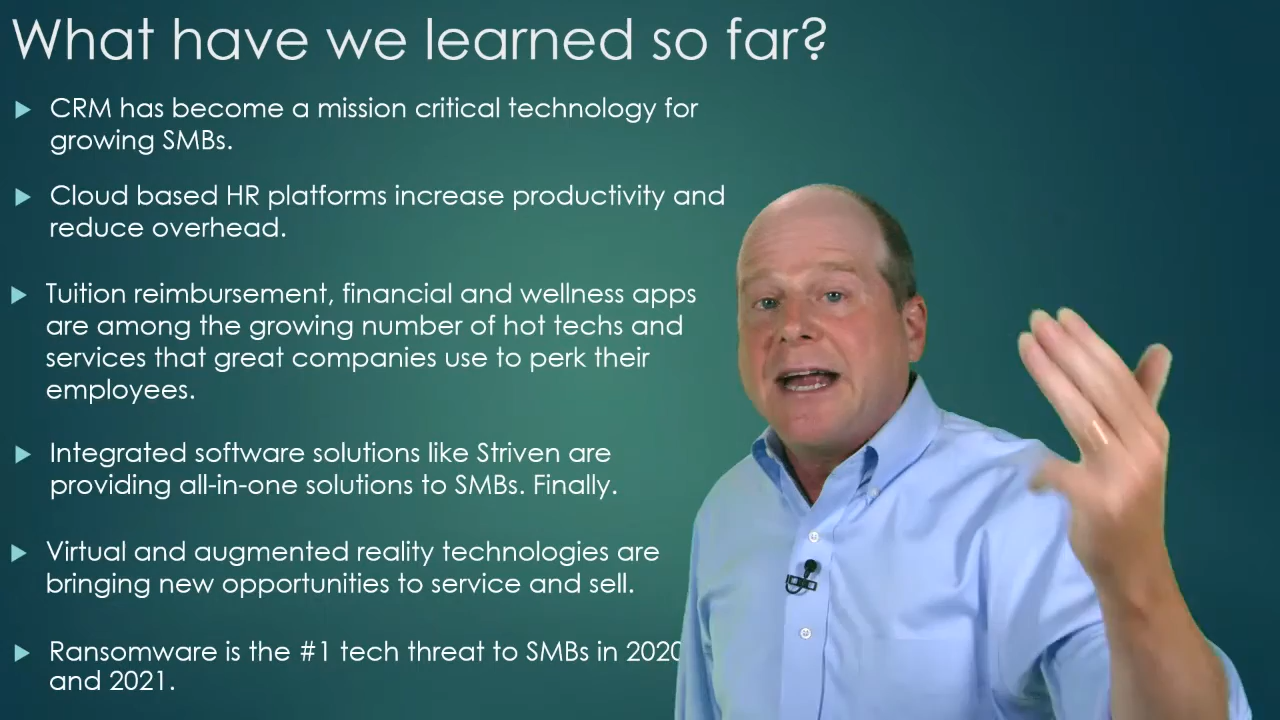 What have we learned so far?
CRM has become a mission critical technology for
growing SMBs.
Cloud based HR platforms increase productivity and
reduce overhead.
Tuition reimbursement, financial and wellness apps
are among the growing number of hot techs and
services that great companies use to perk their
employees.
Integrated software solutions like Striven are
providing all-in-one solutions to SMBs. Finally.
Virtual and augmented reality technologies are
bringing new opportunities to service and sell.
Ransomware is the #1 tech threat to SMBs in 2020
and 2021.